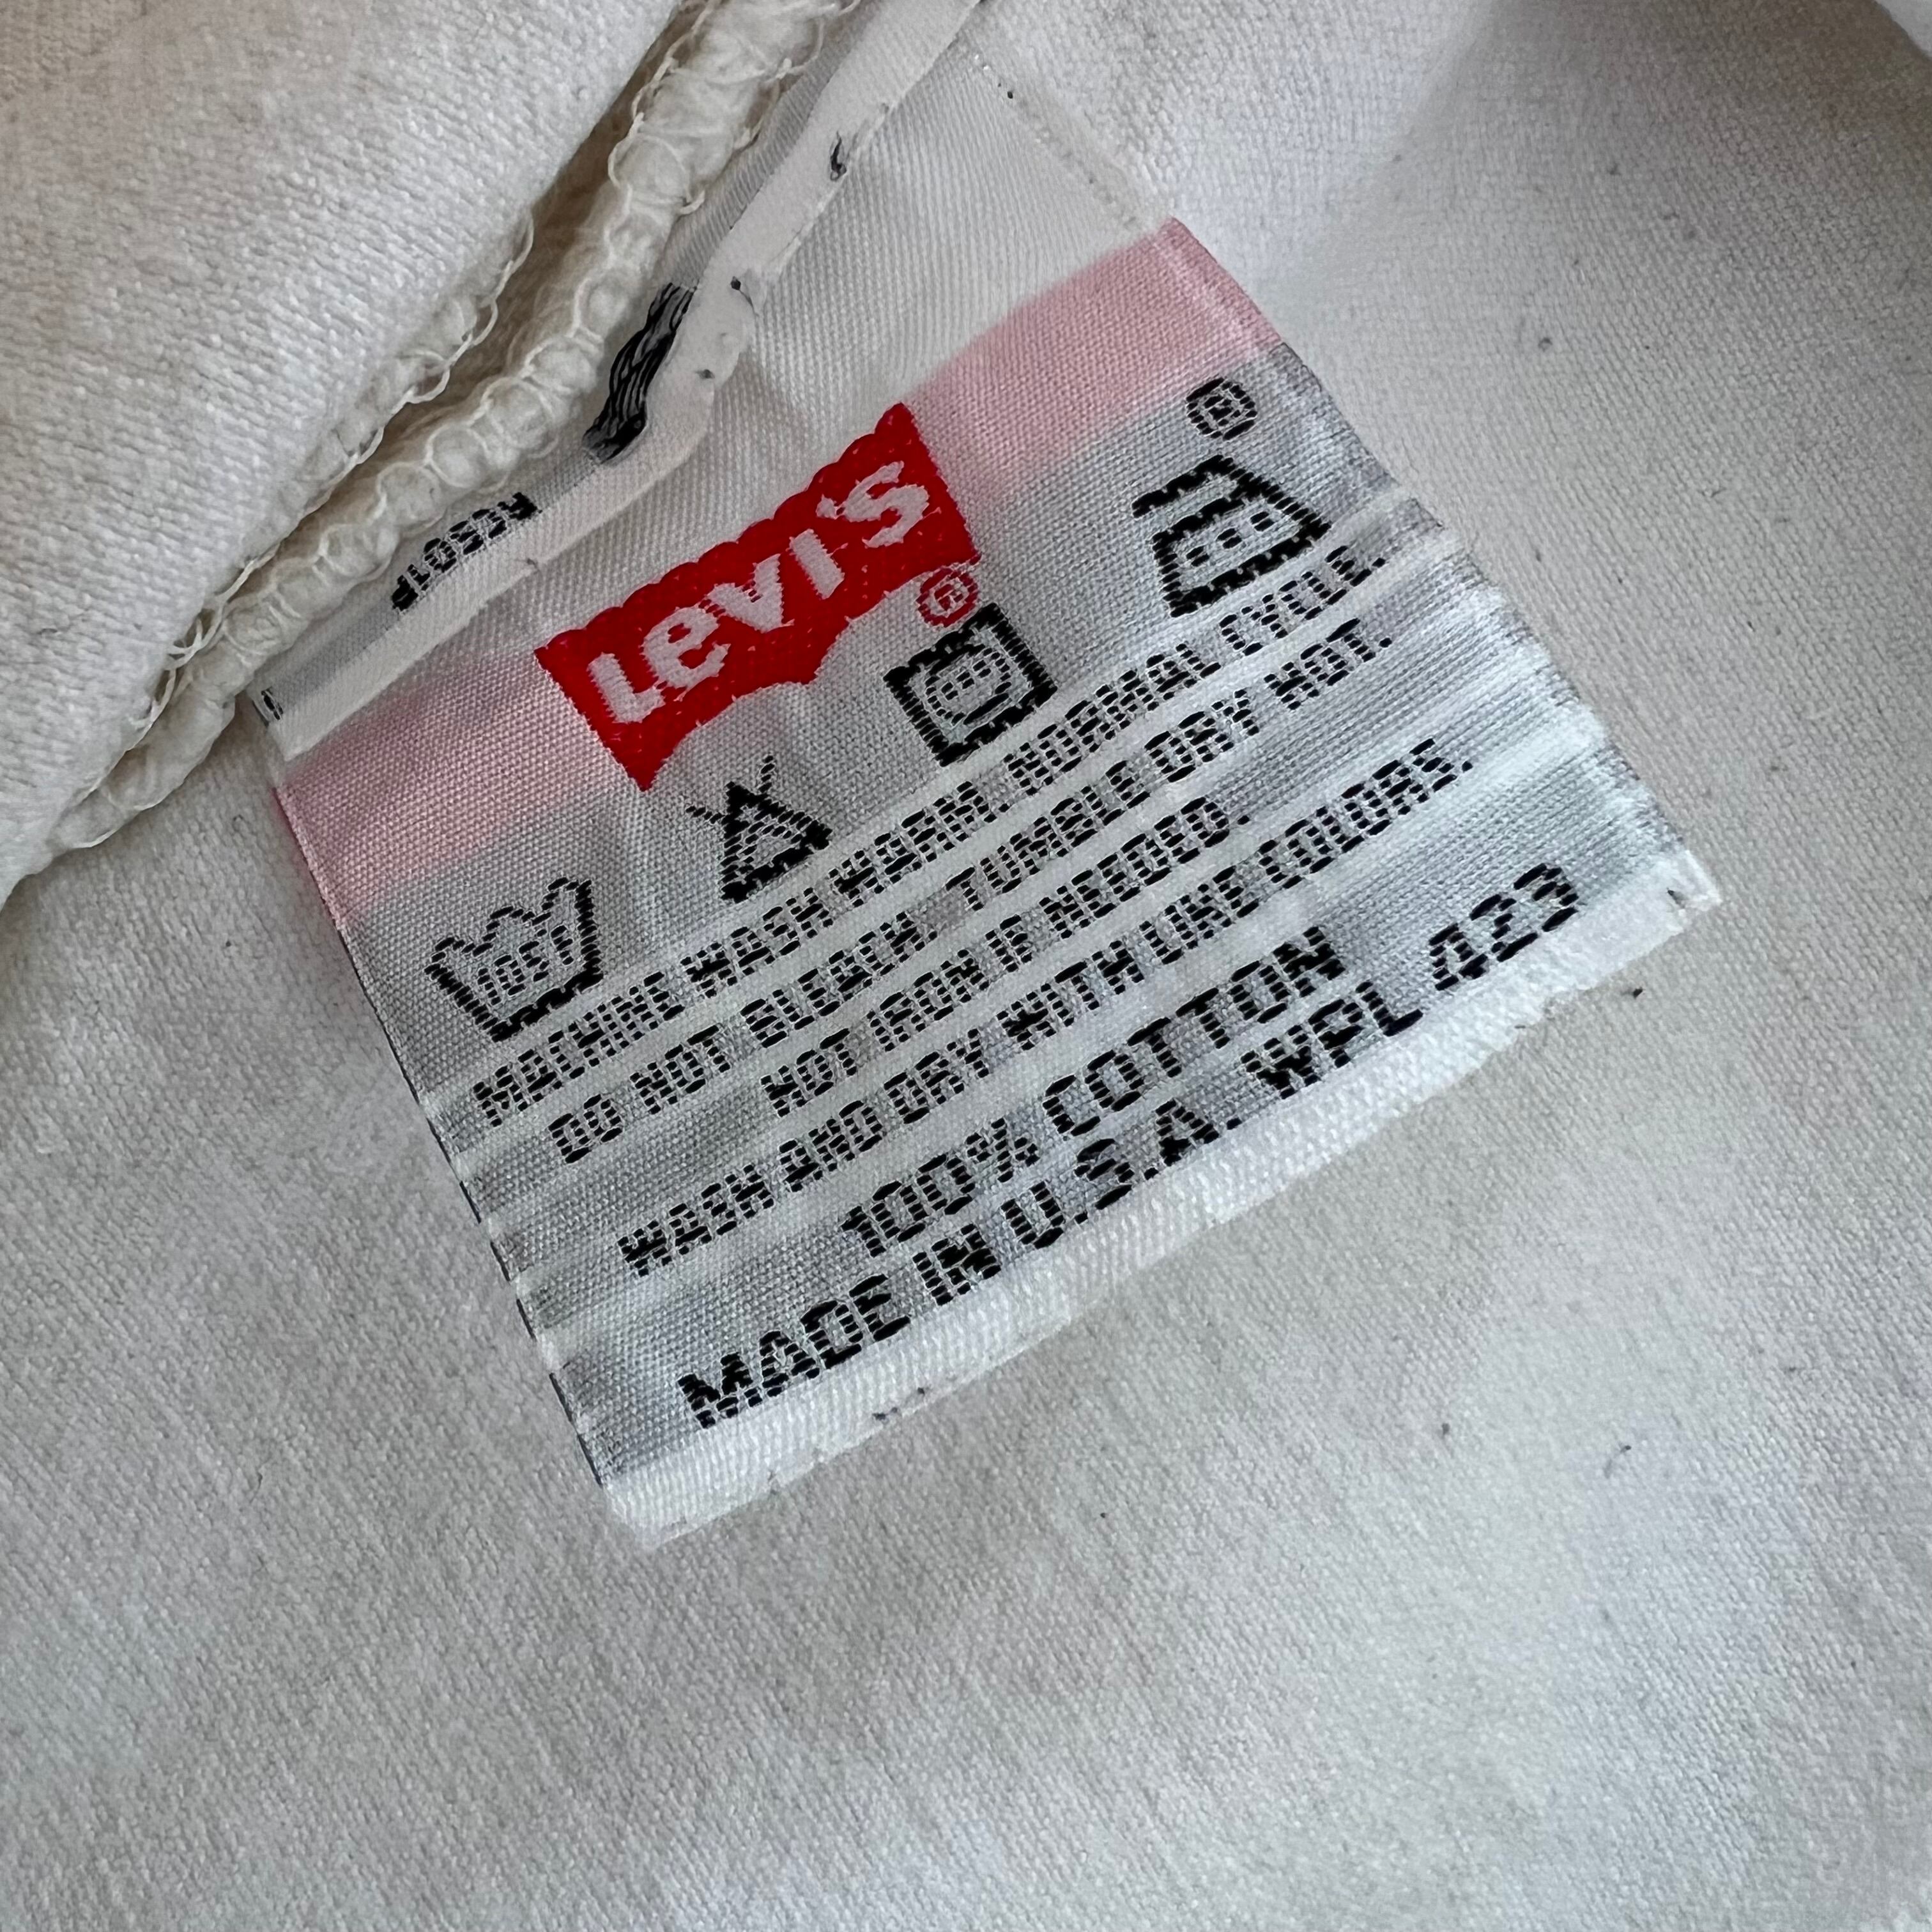 Levi's
®
®
105F
MACHINE WASH WARM. NORMAL CYCLE.
DO NOT BLEACH. TUMBLE DRY HOT.
HOT IRON IF NEEDED.
WASH AND DRY WITH LIKE COLORS.
100% COTTON
MADE IN U.S.A. WPL 423